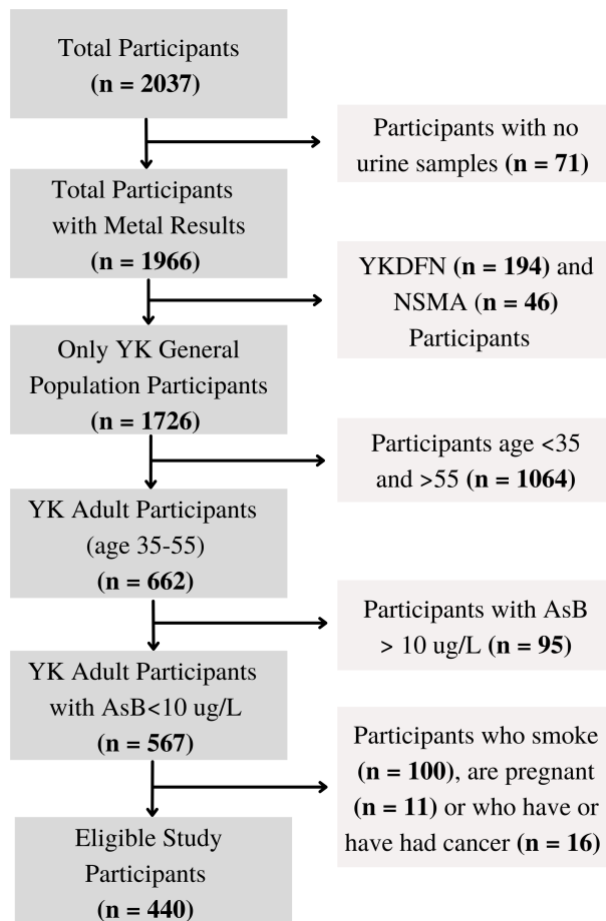 Total Participants
(n = 2037)
Participants with no
urine samples (n = 71)
Total Participants
with Metal Results
(n = 1966)
YKDFN (n = 194) and
NSMA (n = 46)
Participants
Only YK General
Population Participants
(n = 1726)
Participants age <35
and >55 (n = 1064)
YK Adult Participants
(age 35-55)
(n = 662)
Participants with AsB
> 10 ug/L (n = 95)
YK Adult Participants
with AsB<10 ug/L
(n = 567)
Participants who smoke
(n = 100), are pregnant
(n = 11) or who have or
have had cancer (n = 16)
Eligible Study
Participants
(n = 440)